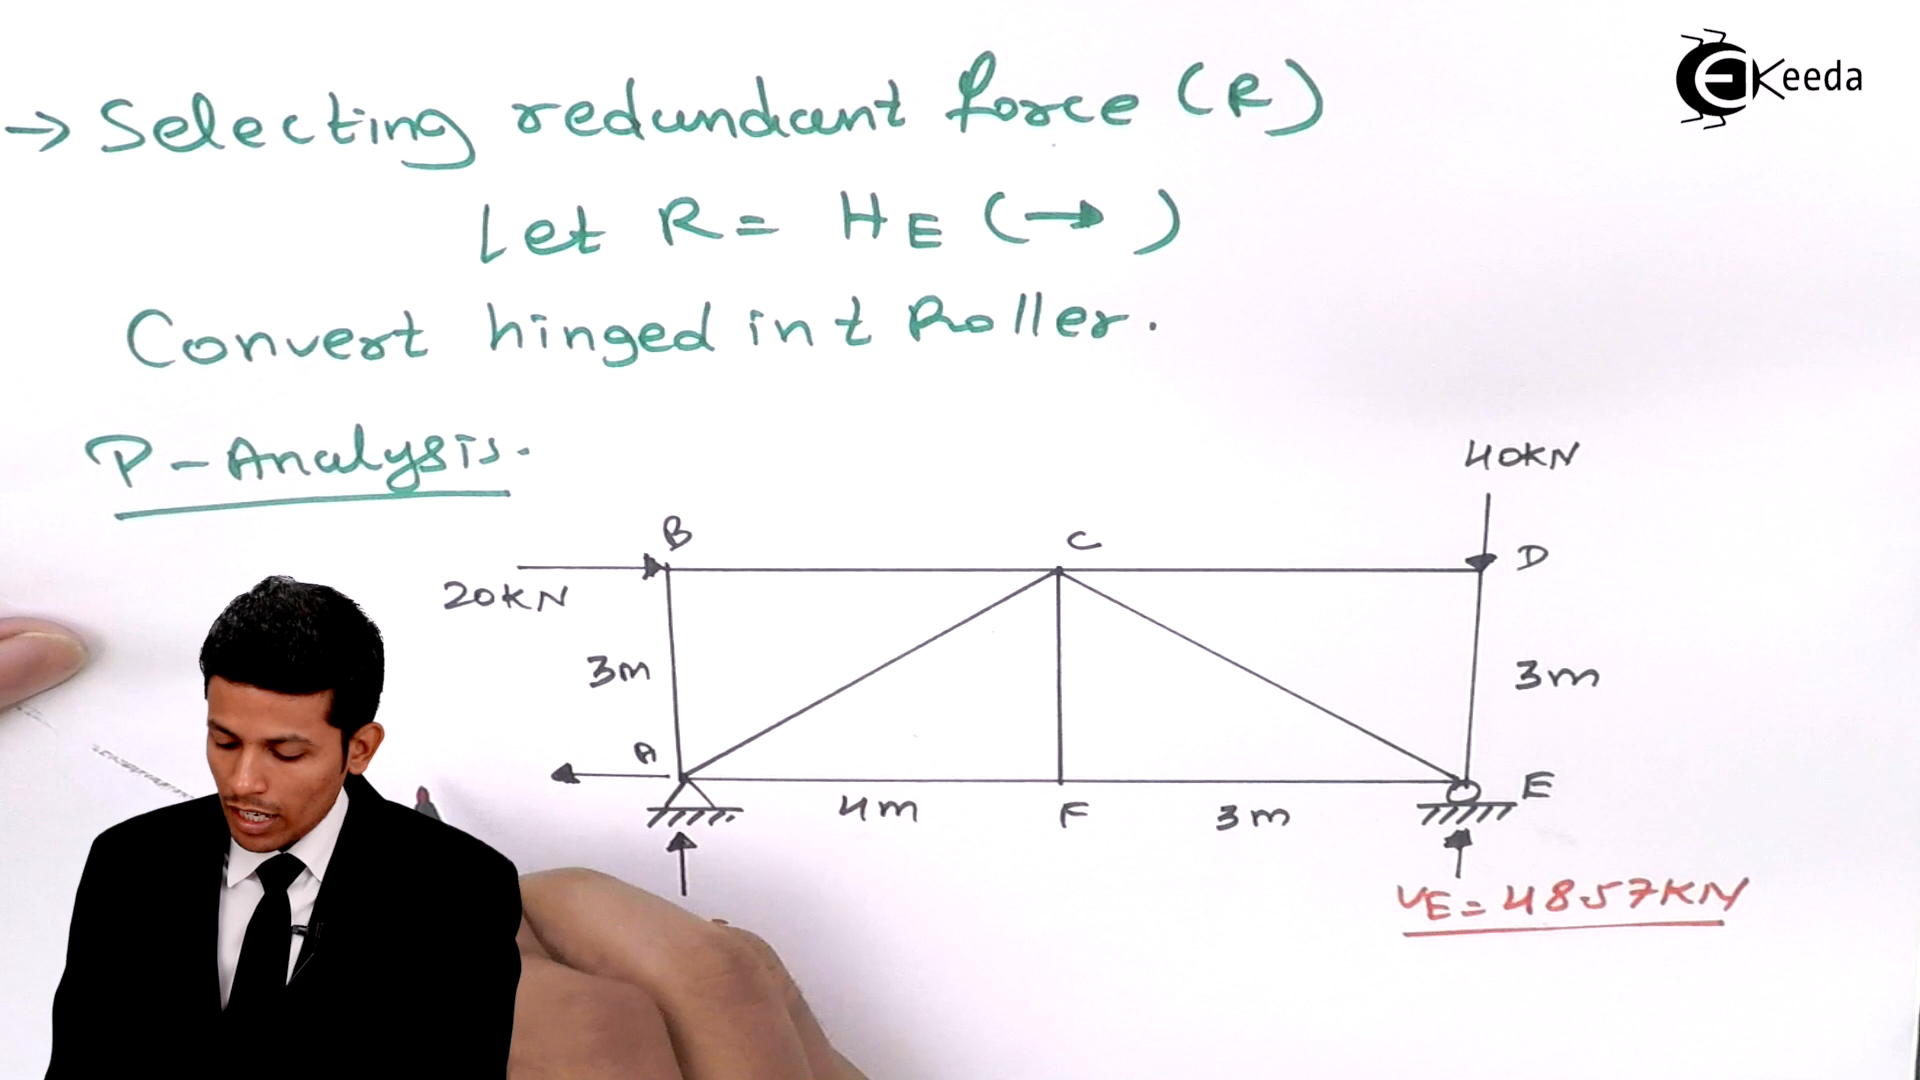 EKeeda
→ Selecting redundant force (R)
Let R = HE (→)
Convert hinged int Roller.
P-Analysis.
40KN
B
C
D
20KN
3m
3m
A
4m
F
3m
E
VE = 48.57KN